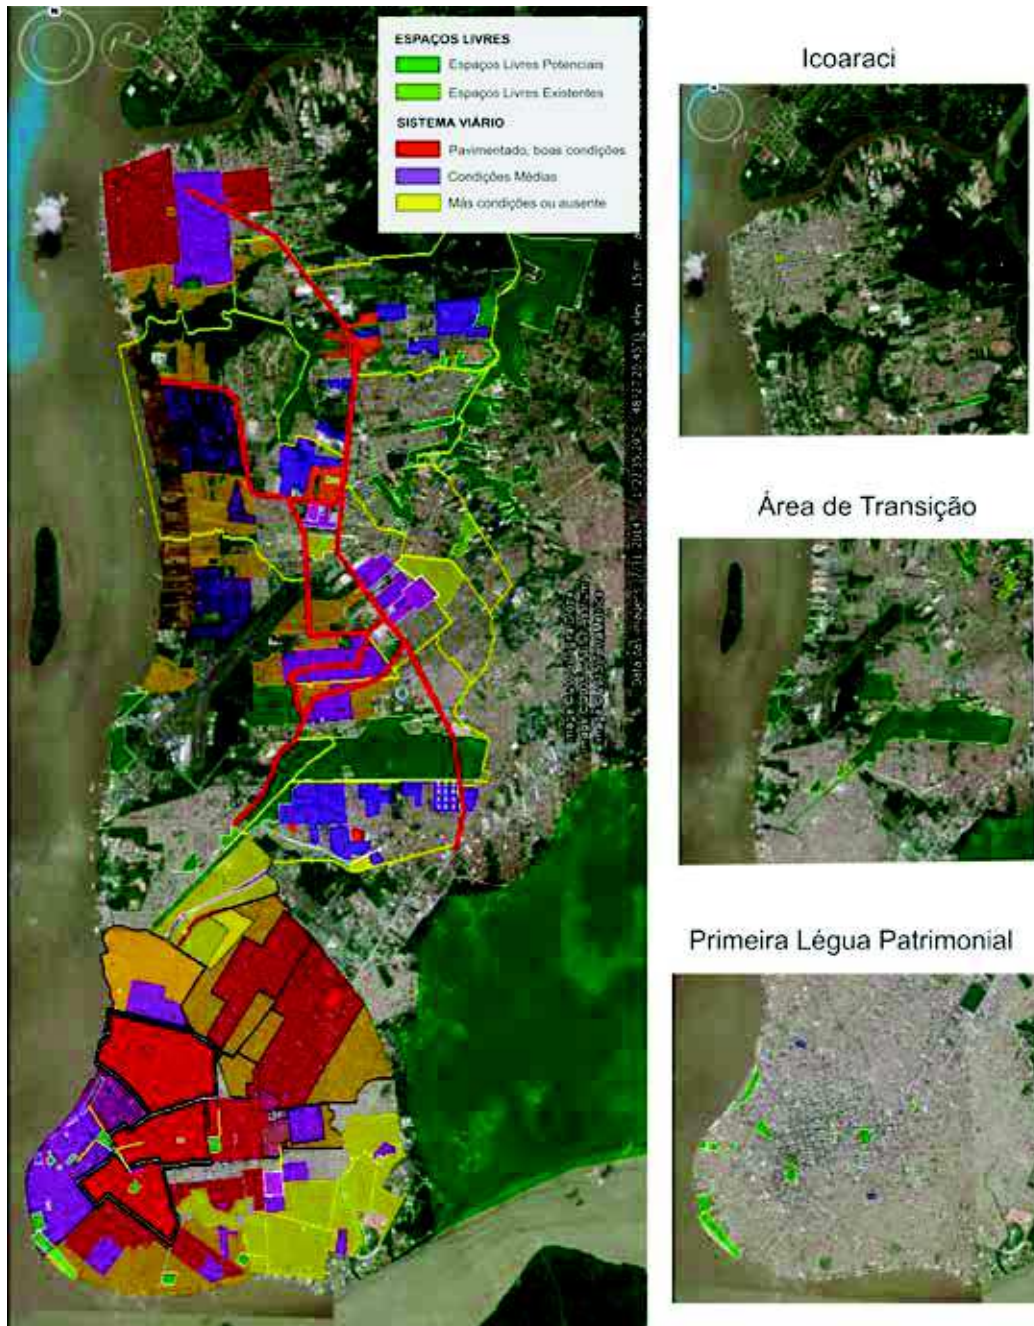 ESPAÇOS LIVRES
Espaços Livres Potenciais
Espaços Livres Existentes
SISTEMA VIÁRIO
Pavimentado, boas condições
Condições Médias
Más condições ou ausente
Icoaraci
Área de Transição
Primeira Légua Patrimonial